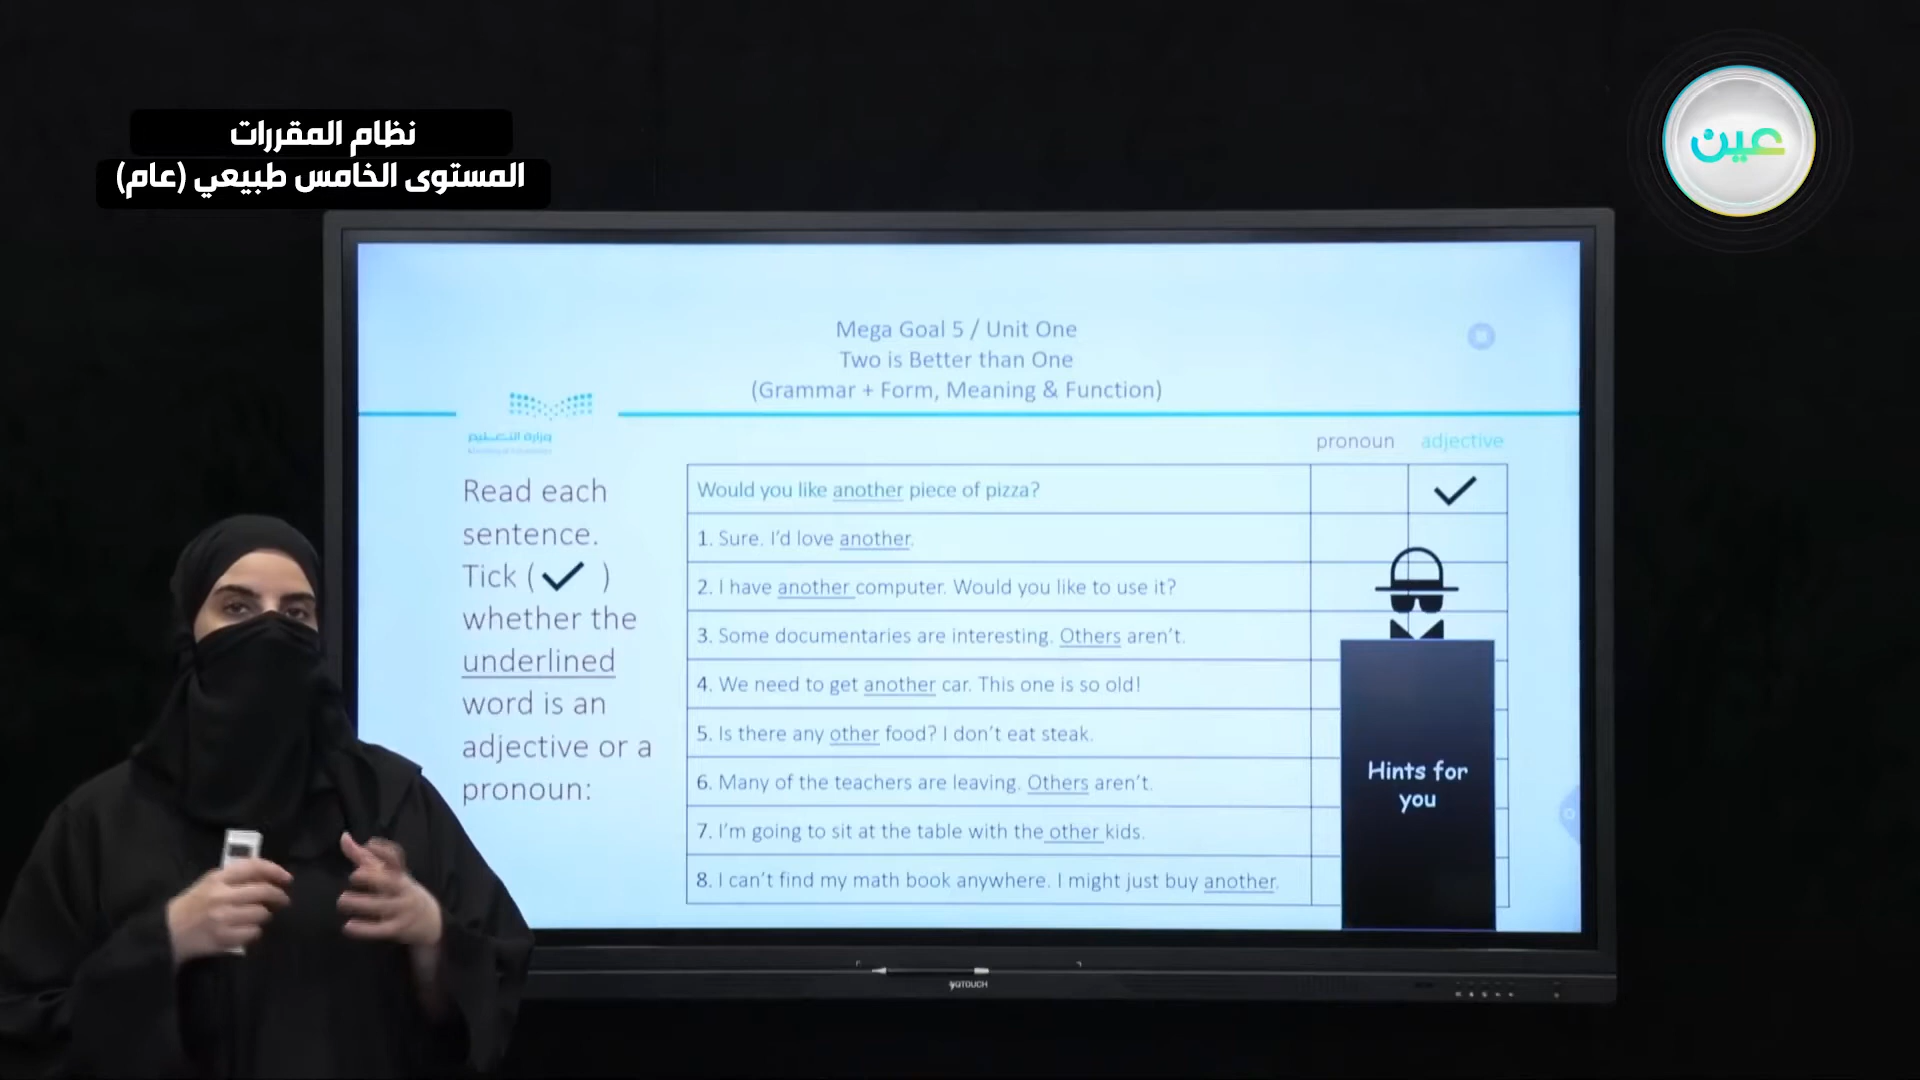 نظام المقررات
المستوى الخامس طبيعي (عام)
عين
Mega Goal 5 / Unit One
Two is Better than One
(Grammar + Form, Meaning & Function)
وزارة التعليم
pronoun adjective
Read each
sentence.
Tick (✓)
whether the
underlined
word is an
adjective or a
pronoun:
Would you like another piece of pizza? ✓
1. Sure. I'd love another.
2. I have another computer. Would you like to use it?
3. Some documentaries are interesting. Others aren't.
4. We need to get another car. This one is so old!
5. Is there any other food? I don't eat steak.
6. Many of the teachers are leaving. Others aren't.
7. I'm going to sit at the table with the other kids.
8. I can't find my math book anywhere. I might just buy another.
Hints for
you